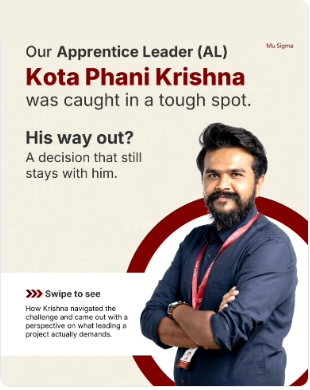 Mu Sigma
Our Apprentice Leader (AL)
Kota Phani Krishna
was caught in a tough spot.
His way out?
A decision that still
stays with him.
Swipe to see
How Krishna navigated the
challenge and came out with a
perspective on what leading a
project actually demands.